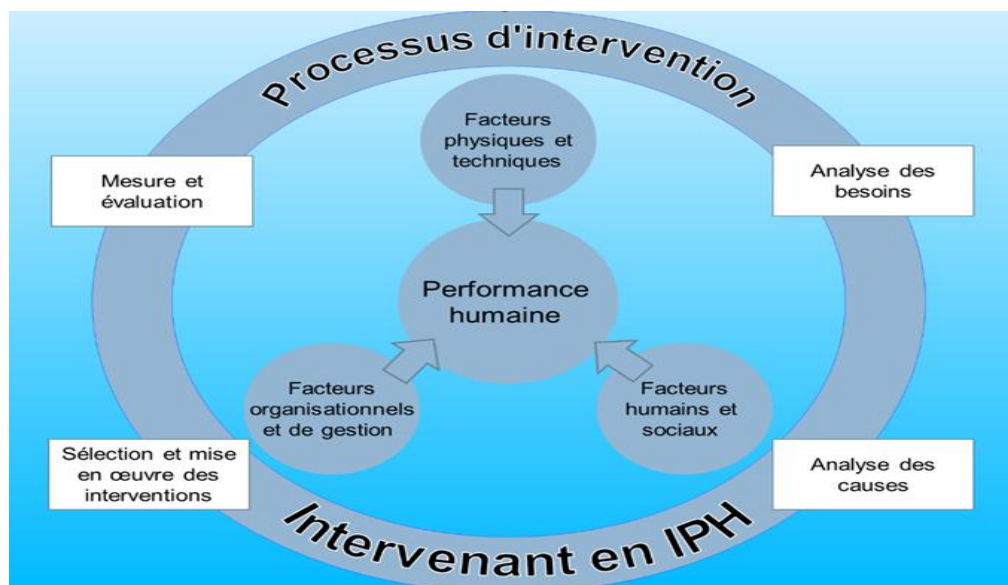 Processus d'intervention
Facteurs
physiques et
techniques
Mesure et
évaluation
Analyse des
besoins
Performance
humaine
Facteurs
organisationnels
et de gestion
Facteurs
humains et
sociaux
Sélection et mise
en œuvre des
interventions
Analyse des
causes
Intervenant en IPH